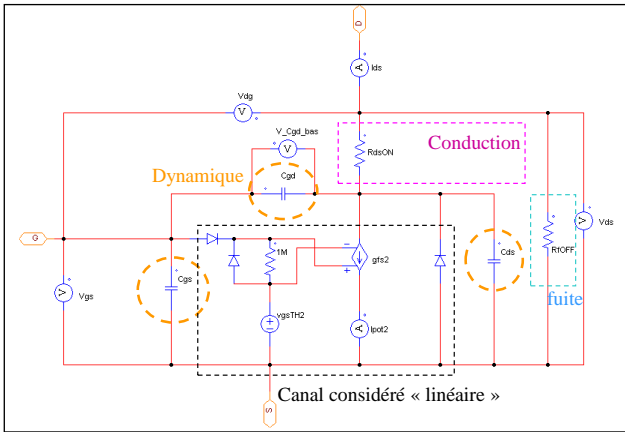 D
A
Ids
Vdg
V
V_Cgd_bas
V
RdsON
Conduction
Dynamique
Cgd
G
1M
gfs2
Cds
R1OFF
V
Vds
V
Vgs
Cgs
vgsTH2
A
Ipot2
fuite
S
Canal considéré « linéaire »